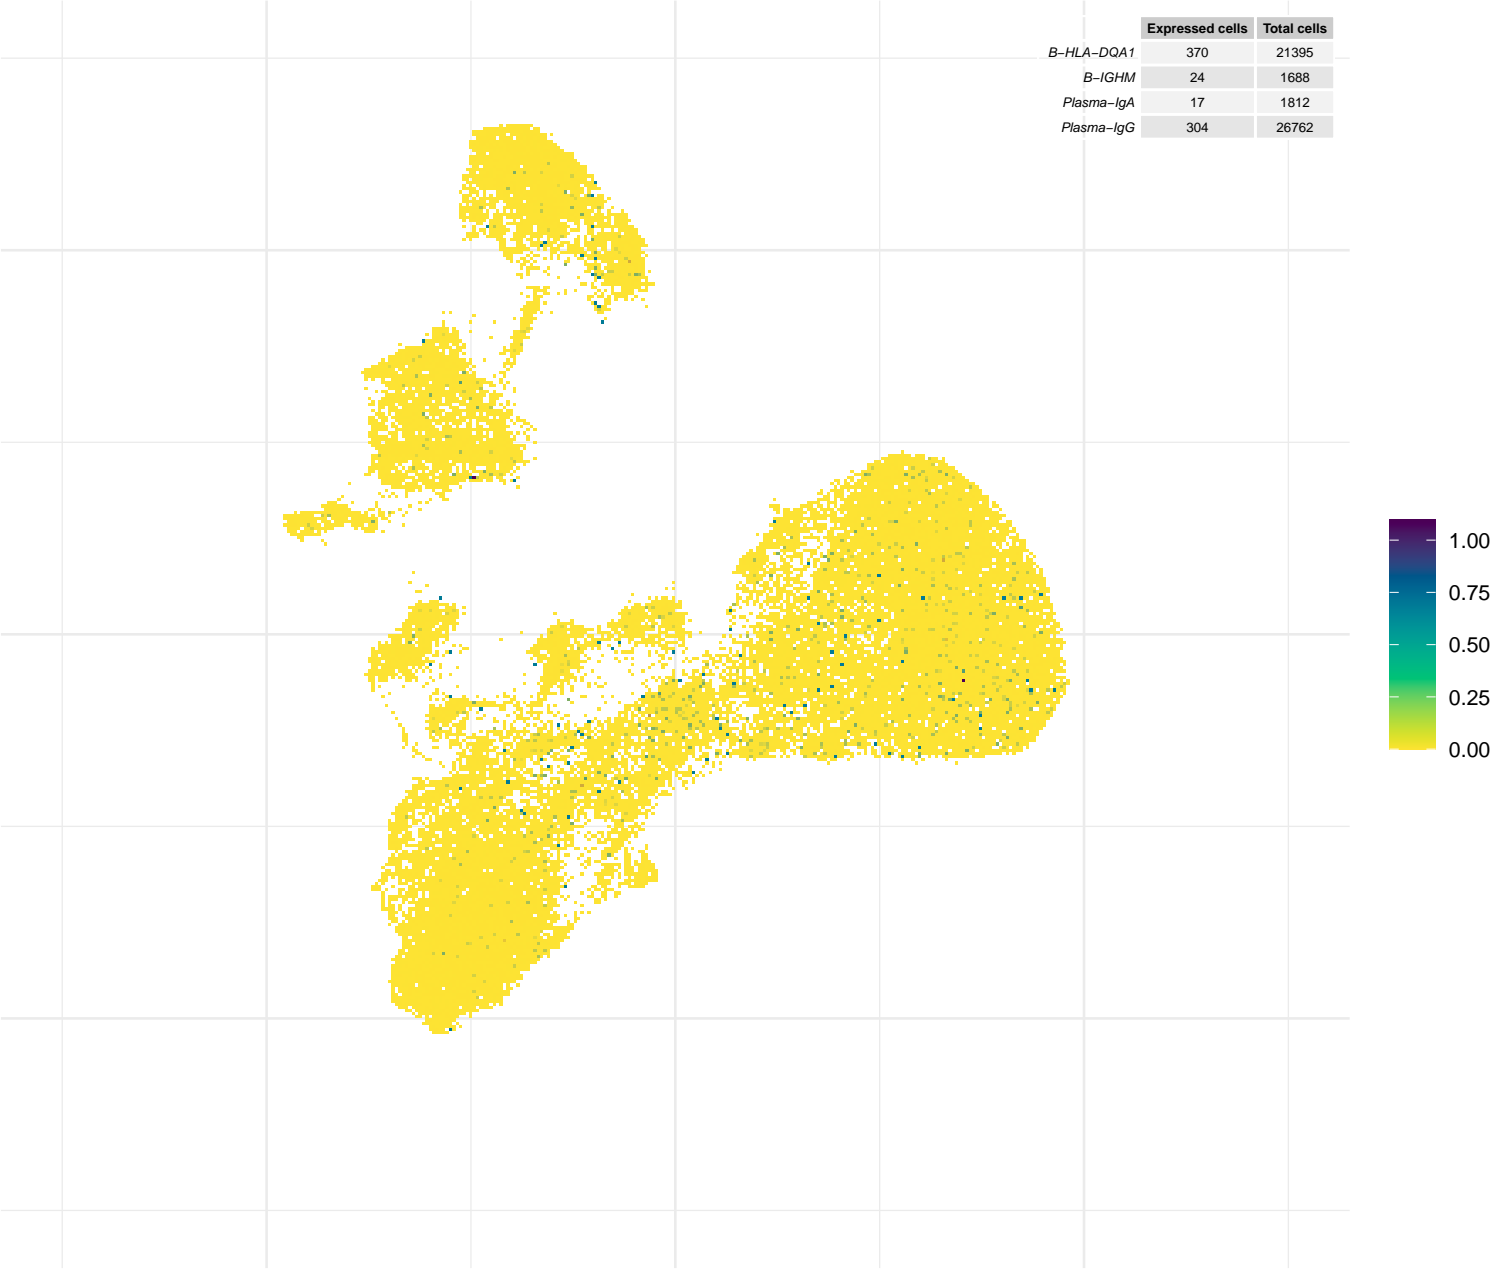 Expressed cells Total cells
B−HLA−DQA1 370 21395
B−IGHM 24 1688
Plasma−IgA 17 1812
Plasma−IgG 304 26762
1.00
0.75
0.50
0.25
0.00